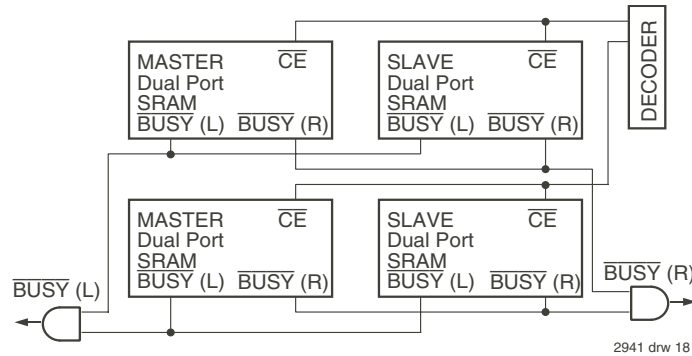 MASTER
Dual Port
SRAM
BUSY (L) BUSY (R)
CE
SLAVE
Dual Port
SRAM
BUSY (L) BUSY (R)
CE
DECODER
MASTER
Dual Port
SRAM
BUSY (L) BUSY (R)
CE
SLAVE
Dual Port
SRAM
BUSY (L) BUSY (R)
CE
BUSY (L)
BUSY (R)
2941 drw 18